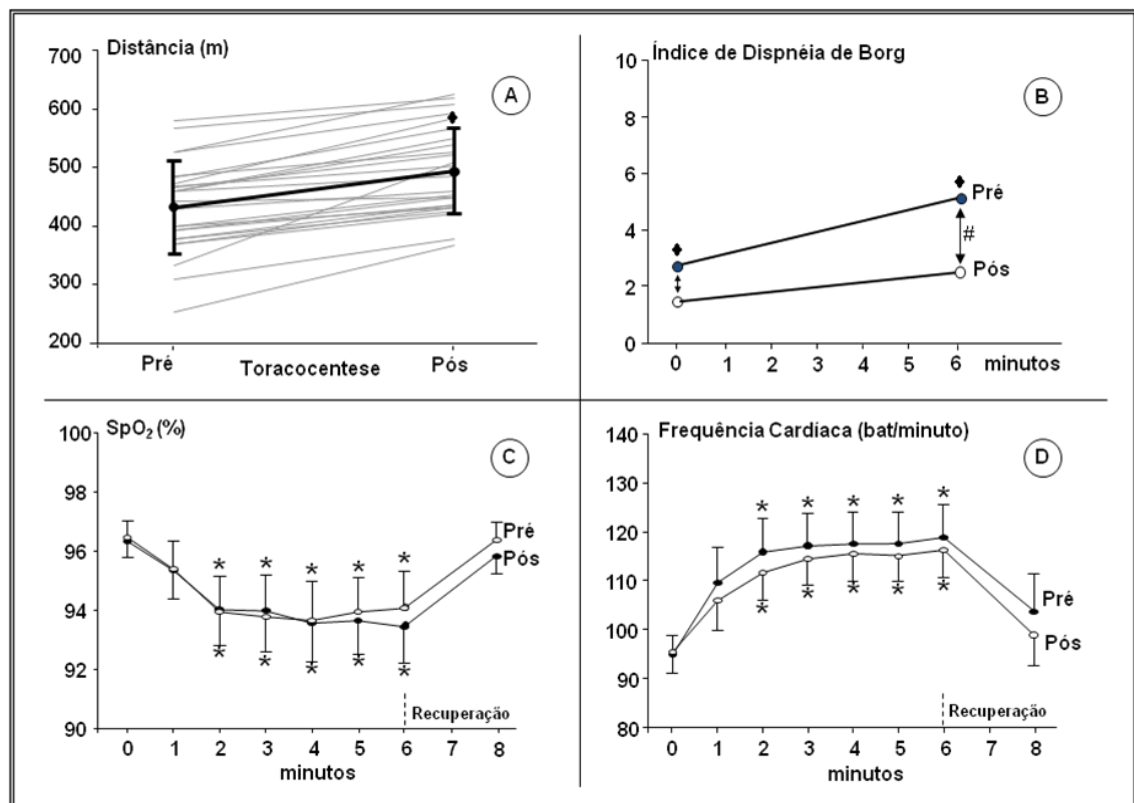 Distância (m)
A
700
600
500
400
300
200
Pré
Toracocentese
Pós
♦
Índice de Dispnéia de Borg
B
10
8
6
4
2
0
♦
♦
Pré
#
Pós
0 1 2 3 4 5 6 minutos
SpO₂ (%)
C
100
98
96
94
92
90
* * * * *
* * * * *
Pré
Pós
Recuperação
0 1 2 3 4 5 6 7 8
minutos
Frequência Cardíaca (bat/minuto)
D
140
130
120
110
100
90
80
* * * * *
* * * * *
Pré
Pós
Recuperação
0 1 2 3 4 5 6 7 8
minutos